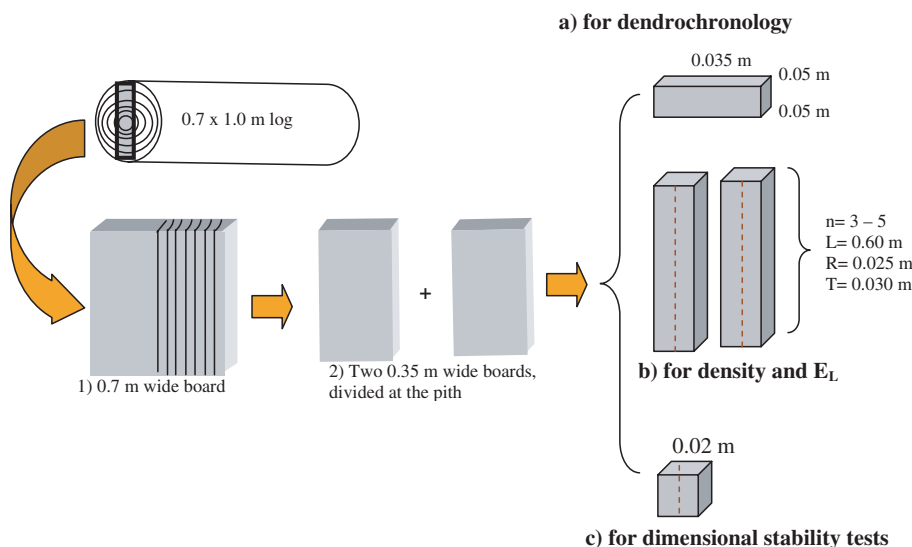 a) for dendrochronology
0.035 m
0.05 m
0.05 m
0.7 x 1.0 m log
n= 3 – 5
L= 0.60 m
R= 0.025 m
T= 0.030 m
+
1) 0.7 m wide board
2) Two 0.35 m wide boards,
divided at the pith
b) for density and E_L
0.02 m
c) for dimensional stability tests